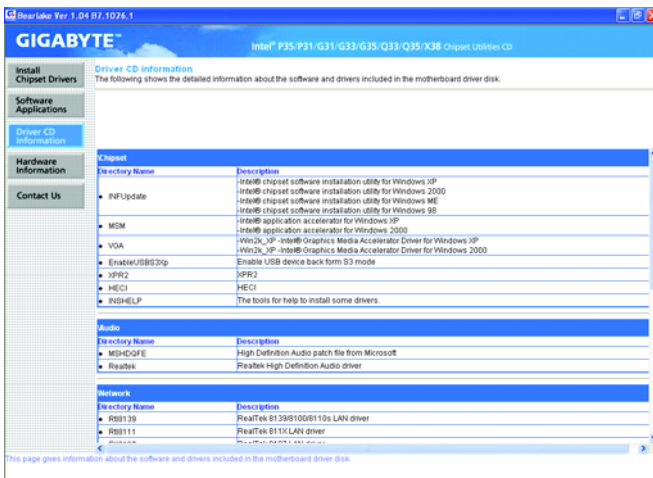 Bearlake Ver 1.04 B7.1026.1
GIGABYTE™
Intel® P35/P31/G31/G33/G35/Q33/Q35/X38 Chipset Utilities CD
Install
Chipset Drivers
Software
Applications
Driver CD
Information
Hardware
Information
Contact Us
Driver CD information
The following shows the detailed information about the software and drivers included in the motherboard driver disk.
\Chipset
Directory Name Description
• INFUpdate
-Intel® chipset software installation utility for Windows XP
-Intel® chipset software installation utility for Windows 2000
-Intel® chipset software installation utility for Windows ME
-Intel® chipset software installation utility for Windows 98
• MSM
-Intel® application accelerator for Windows XP
-Intel® application accelerator for Windows 2000
• VGA
-Win2k_XP -Intel® Graphics Media Accelerator Driver for Windows XP
-Win2k_XP -Intel® Graphics Media Accelerator Driver for Windows 2000
• EnableUSBS3Xp Enable USB device back form S3 mode
• XPR2 XPR2
• HECI HECI
• INSHELP The tools for help to install some drivers.
\Audio
Directory Name Description
• MSHDQFE High Definition Audio patch file from Microsoft
• Realtek Realtek High Definition Audio driver
\Network
Directory Name Description
• Rtl8139 RealTek 8139/8100/8110s LAN driver
• Rtl8111 RealTek 811X LAN driver
This page gives information about the software and drivers included in the motherboard driver disk.